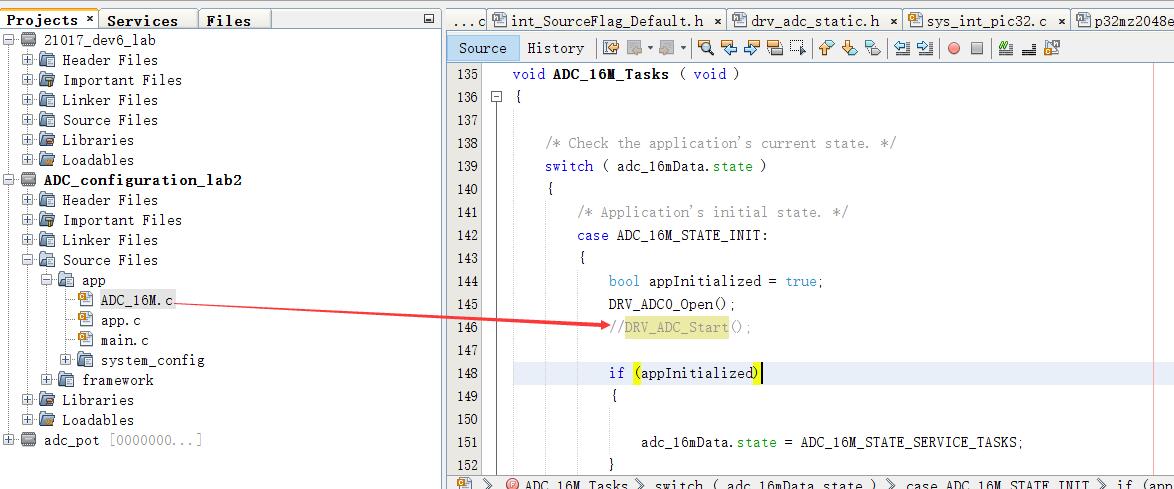 Projects × Services Files
21017_dev6_lab
Header Files
Important Files
Linker Files
Source Files
Libraries
Loadables
ADC_configuration_lab2
Header Files
Important Files
Linker Files
Source Files
app
ADC_16M.c
app.c
main.c
system_config
framework
Libraries
Loadables
adc_pot [0000000...]
...c int_SourceFlag_Default.h × drv_adc_static.h × sys_int_pic32.c × p32mz2048e
Source History
135 void ADC_16M_Tasks ( void )
136 {
137
138 /* Check the application's current state. */
139 switch ( adc_16mData.state )
140 {
141 /* Application's initial state. */
142 case ADC_16M_STATE_INIT:
143 {
144 bool appInitialized = true;
145 DRV_ADC0_Open();
146 //DRV_ADC_Start();
147
148 if (appInitialized)
149 {
150
151 adc_16mData.state = ADC_16M_STATE_SERVICE_TASKS;
152 }
ADC_16M_Tasks > switch ( adc_16mData.state ) > case ADC_16M_STATE_INIT > if (app